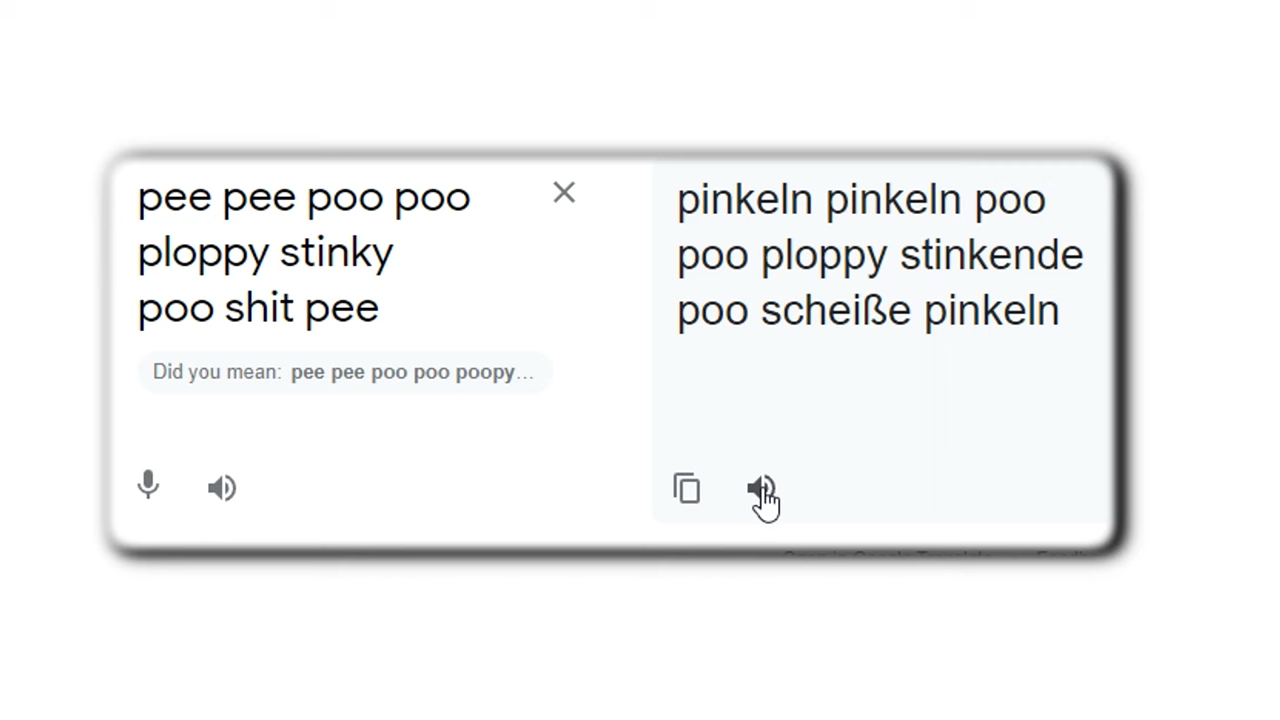 pee pee poo poo
ploppy stinky
poo shit pee
Did you mean: pee pee poo poo poopy...
pinkeln pinkeln poo
poo ploppy stinkende
poo scheiße pinkeln